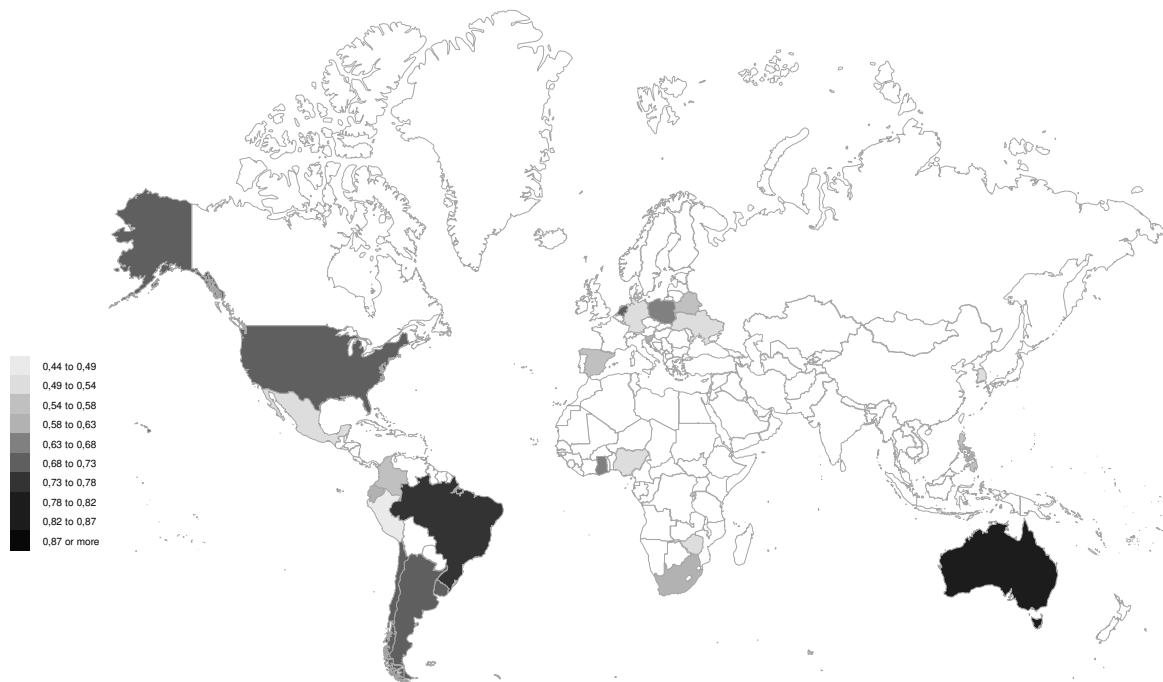 0,44 to 0,49
0,49 to 0,54
0,54 to 0,58
0,58 to 0,63
0,63 to 0,68
0,68 to 0,73
0,73 to 0,78
0,78 to 0,82
0,82 to 0,87
0,87 or more